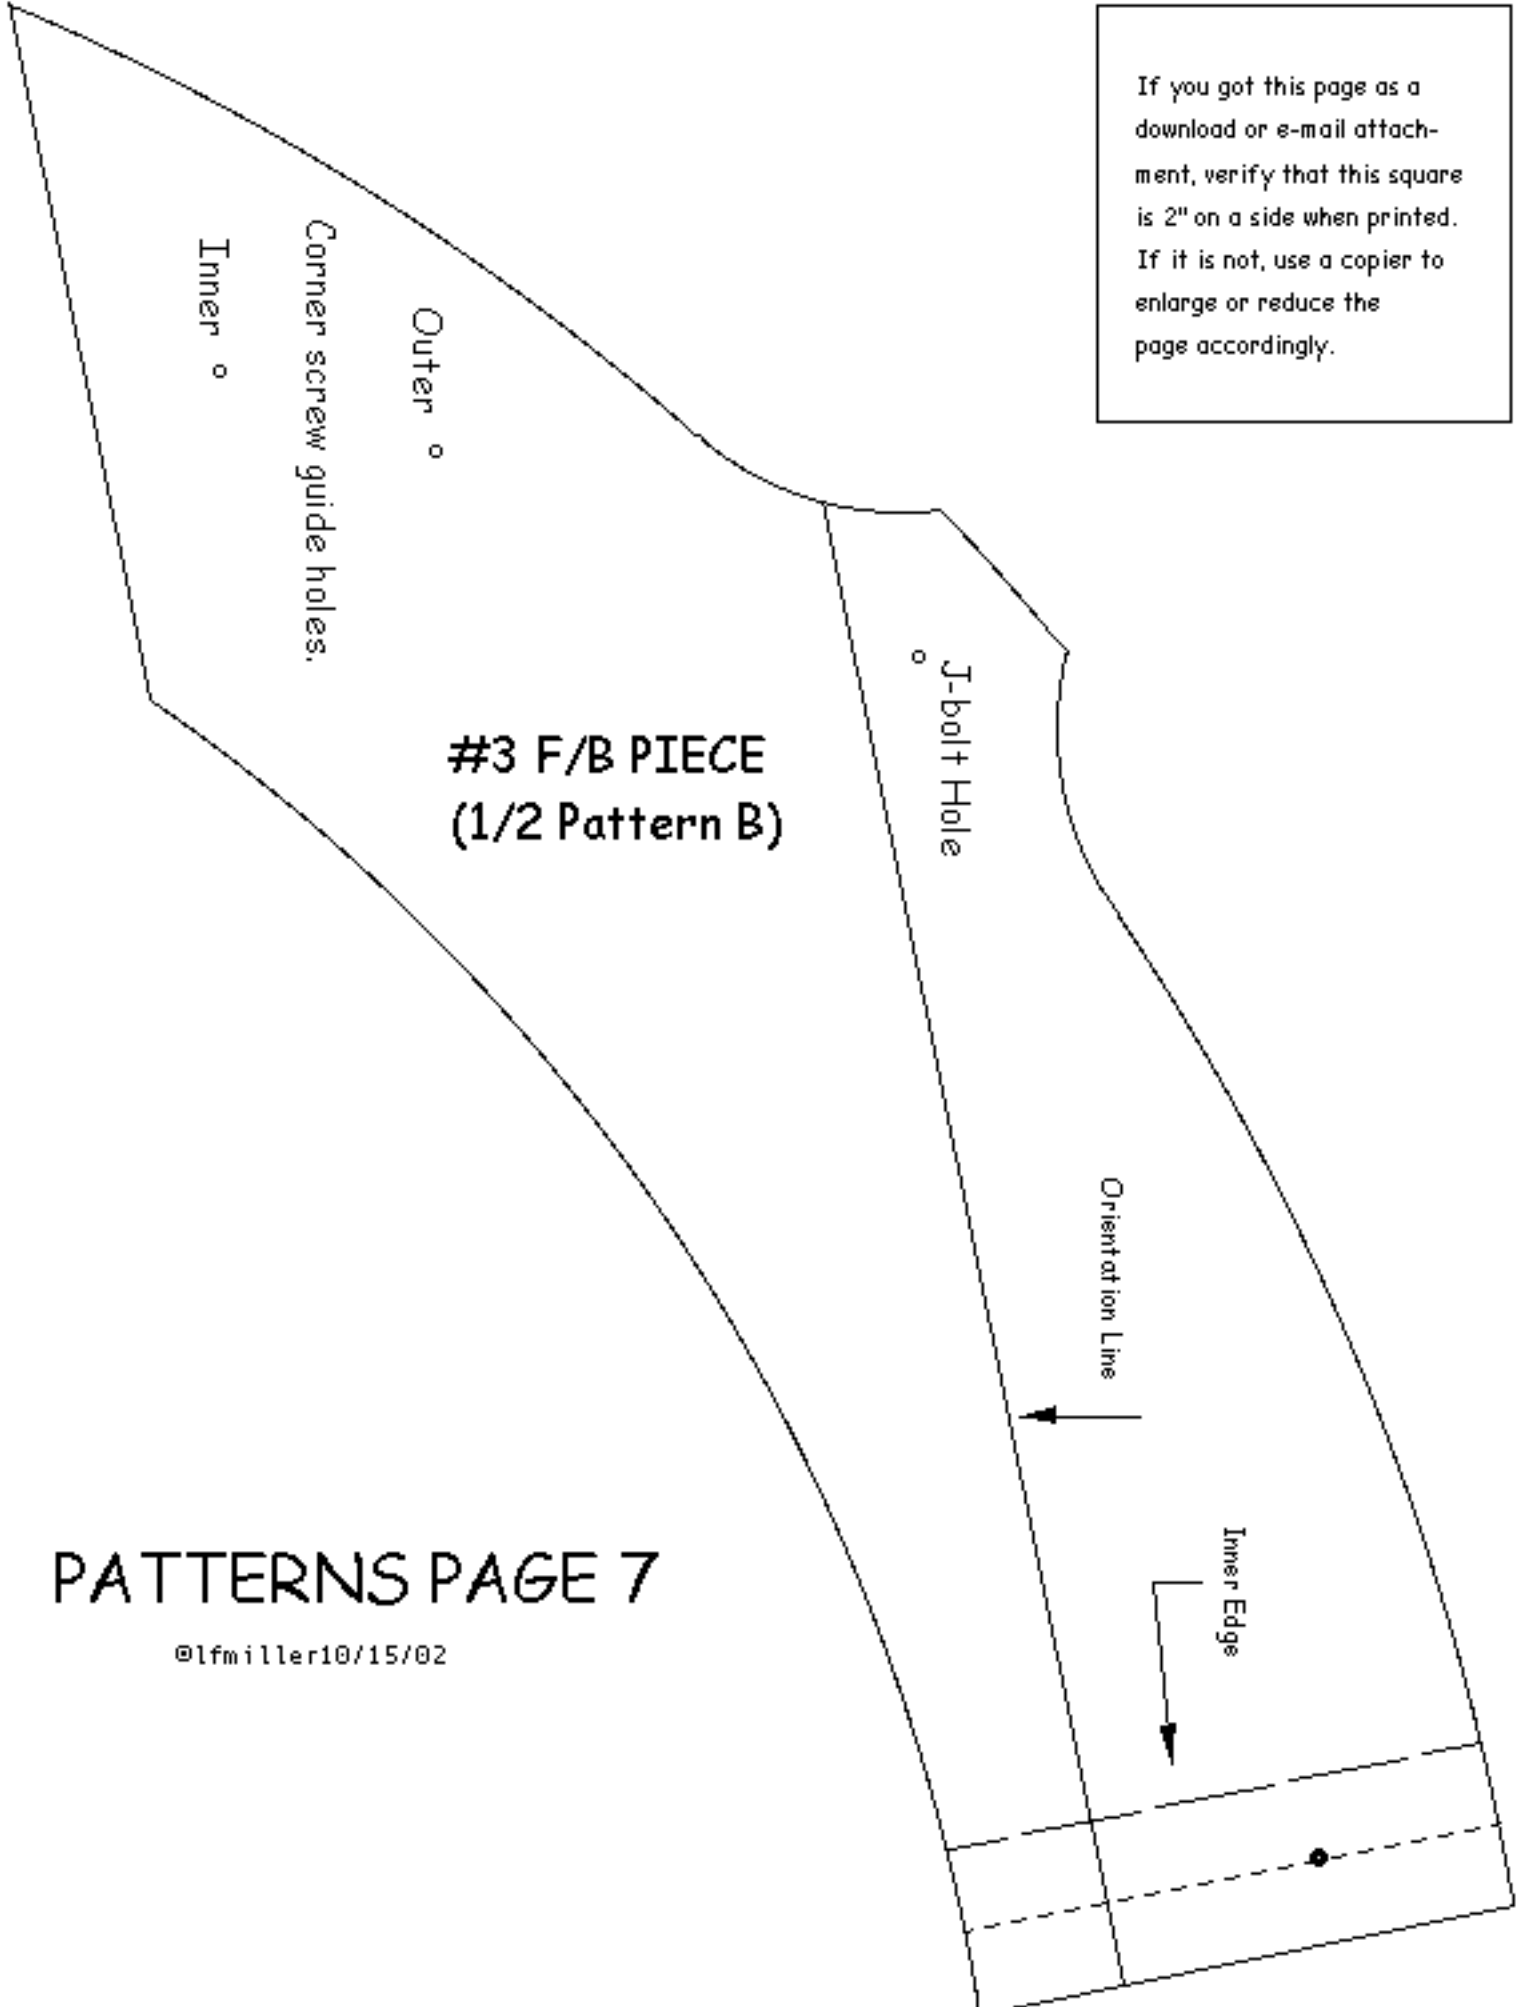 If you got this page as a
download or e-mail attach-
ment, verify that this square
is 2" on a side when printed.
If it is not, use a copier to
enlarge or reduce the
page accordingly.
Inner
Corner screw guide holes.
Outer
J-bolt Hole
#3 F/B PIECE
(1/2 Pattern B)
Orientation Line
Inner Edge
PATTERNS PAGE 7
©lfmiller10/15/02